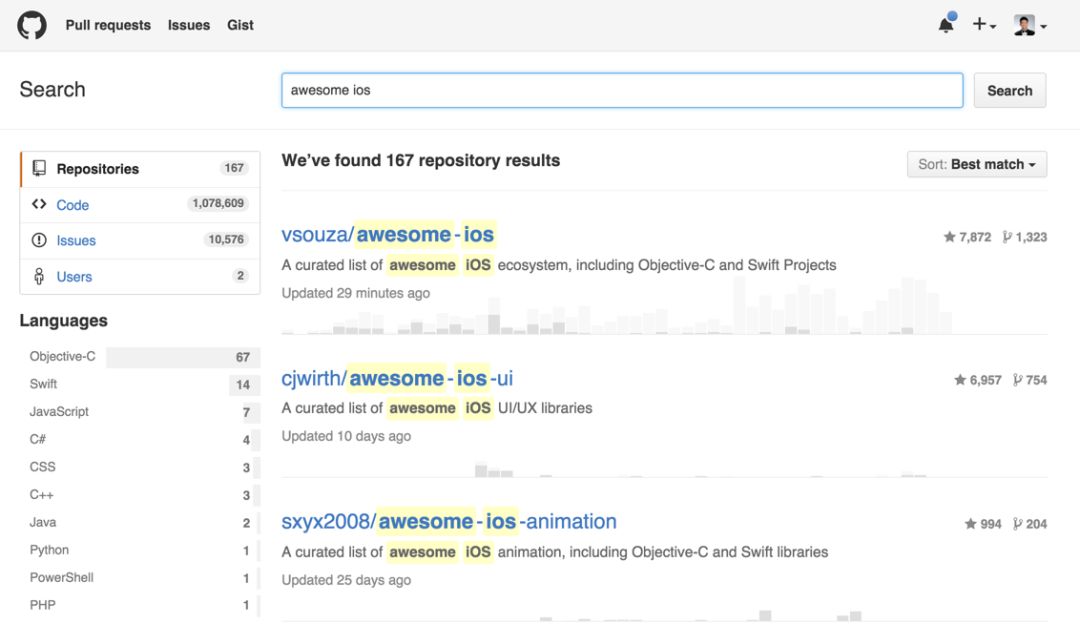 Pull requests Issues Gist
Search
awesome ios
Search
Repositories 167
Code 1,078,609
Issues 10,576
Users 2
Languages
Objective-C 67
Swift 14
JavaScript 7
C# 4
CSS 3
C++ 3
Java 2
Python 1
PowerShell 1
PHP 1
We’ve found 167 repository results
Sort: Best match
vsouza/awesome-ios
7,872 1,323
A curated list of awesome iOS ecosystem, including Objective-C and Swift Projects
Updated 29 minutes ago
cjwirth/awesome-ios-ui
6,957 754
A curated list of awesome iOS UI/UX libraries
Updated 10 days ago
sxyx2008/awesome-ios-animation
994 204
A curated list of awesome iOS animation, including Objective-C and Swift libraries
Updated 25 days ago